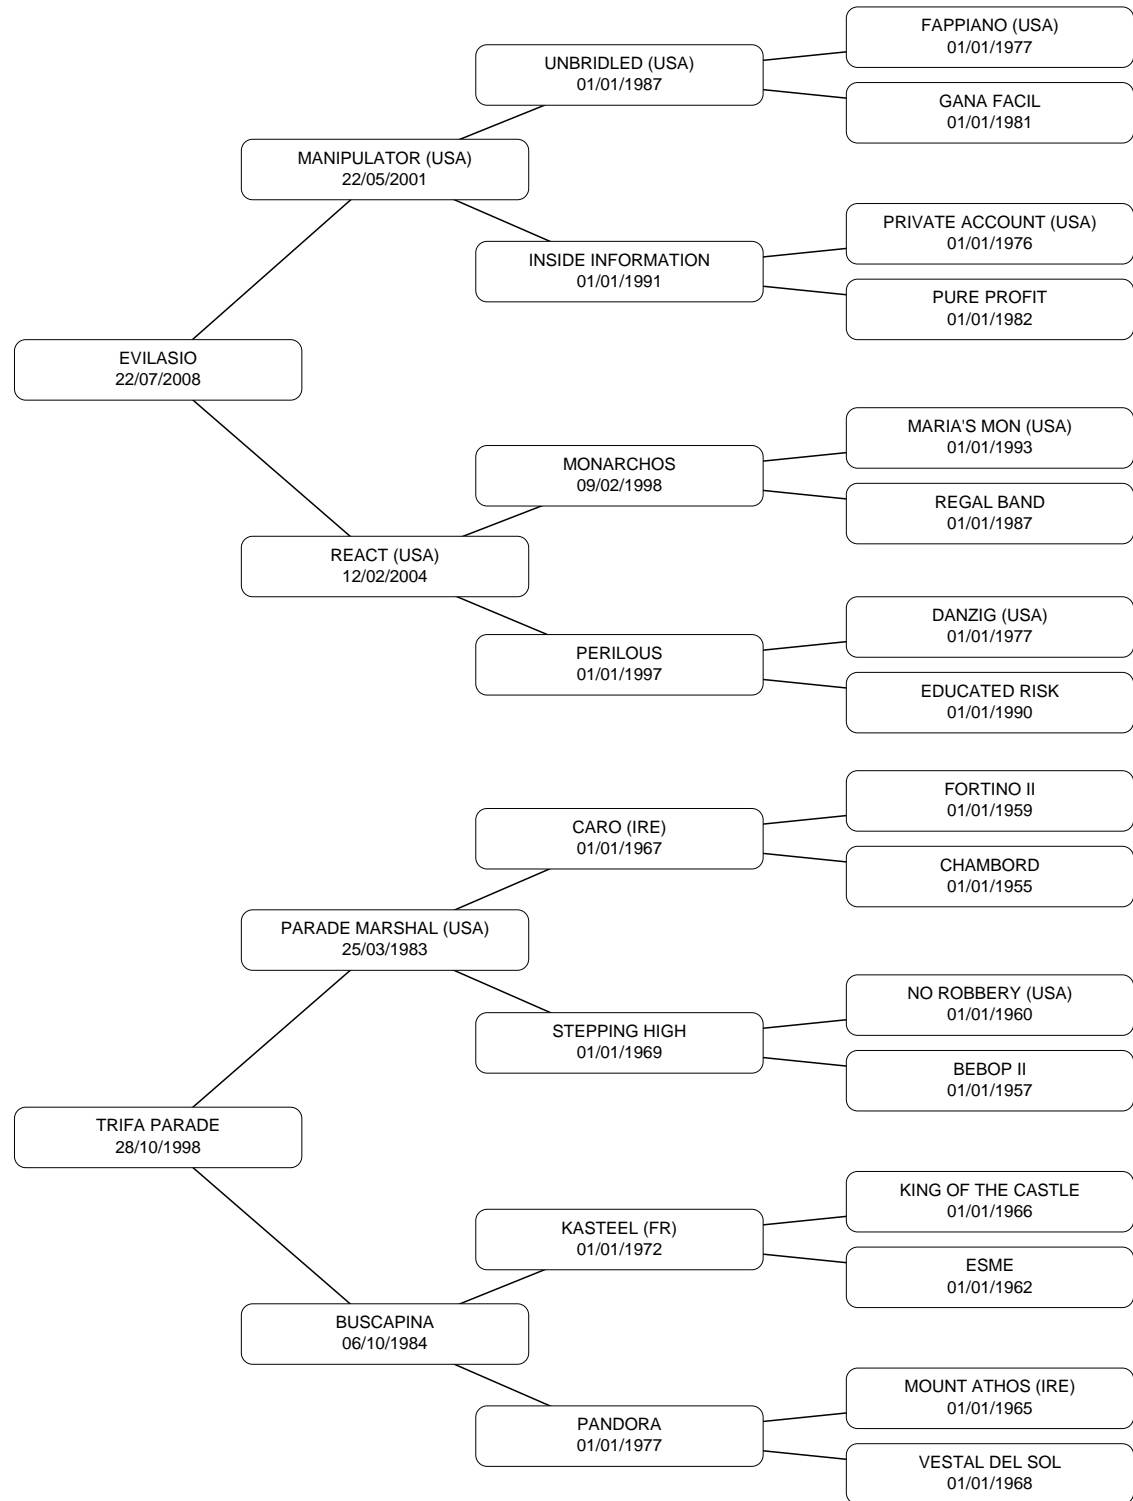 FAPPIANO (USA)
01/01/1977
UNBRIDLED (USA)
01/01/1987
GANA FACIL
01/01/1981
MANIPULATOR (USA)
22/05/2001
PRIVATE ACCOUNT (USA)
01/01/1976
INSIDE INFORMATION
01/01/1991
PURE PROFIT
01/01/1982
EVILASIO
22/07/2008
MARIA'S MON (USA)
01/01/1993
MONARCHOS
09/02/1998
REGAL BAND
01/01/1987
REACT (USA)
12/02/2004
DANZIG (USA)
01/01/1977
PERILOUS
01/01/1997
EDUCATED RISK
01/01/1990
FORTINO II
01/01/1959
CARO (IRE)
01/01/1967
CHAMBORD
01/01/1955
PARADE MARSHAL (USA)
25/03/1983
NO ROBBERY (USA)
01/01/1960
STEPPING HIGH
01/01/1969
BEBOP II
01/01/1957
TRIFA PARADE
28/10/1998
KING OF THE CASTLE
01/01/1966
KASTEEL (FR)
01/01/1972
ESME
01/01/1962
BUSCAPINA
06/10/1984
MOUNT ATHOS (IRE)
01/01/1965
PANDORA
01/01/1977
VESTAL DEL SOL
01/01/1968